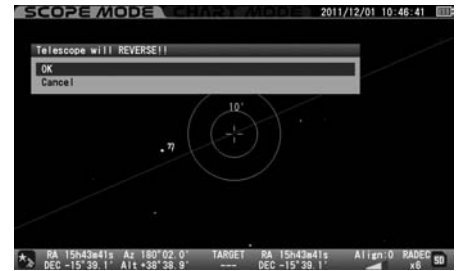 SCOPE MODE CHART MODE 2011/12/01 10:46:41
Telescope will REVERSE!!
OK
Cancel
10'
η
RA 15h43m41s Az 180°02.0' TARGET RA 15h43m41s Align:0 RADEC SD
DEC -15°39.1' Alt +38°38.9' --- DEC -15°39.1' x6